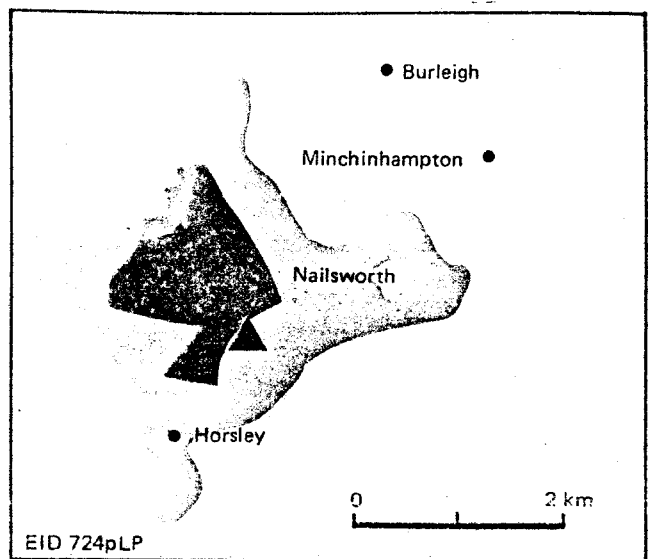 Burleigh
Minchinhampton
Nailsworth
Horsley
0 2 km
EID 724pLP